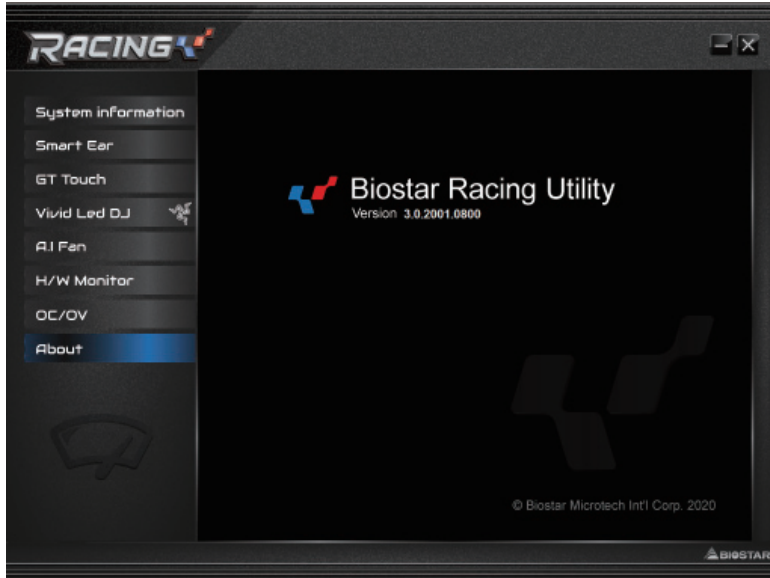 RACING
System information
Smart Ear
GT Touch
Vivid Led DJ
A.I Fan
H/W Monitor
OC/OV
About
Biostar Racing Utility
Version 3.0.2001.0800
© Biostar Microtech Int'l Corp. 2020
BIOSTAR